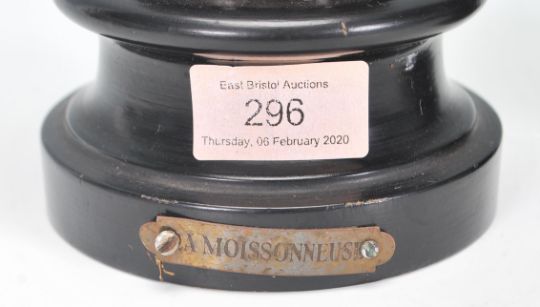 East Bristol Auctions
296
Thursday, 06 February 2020
LA MOISSONNEUSE